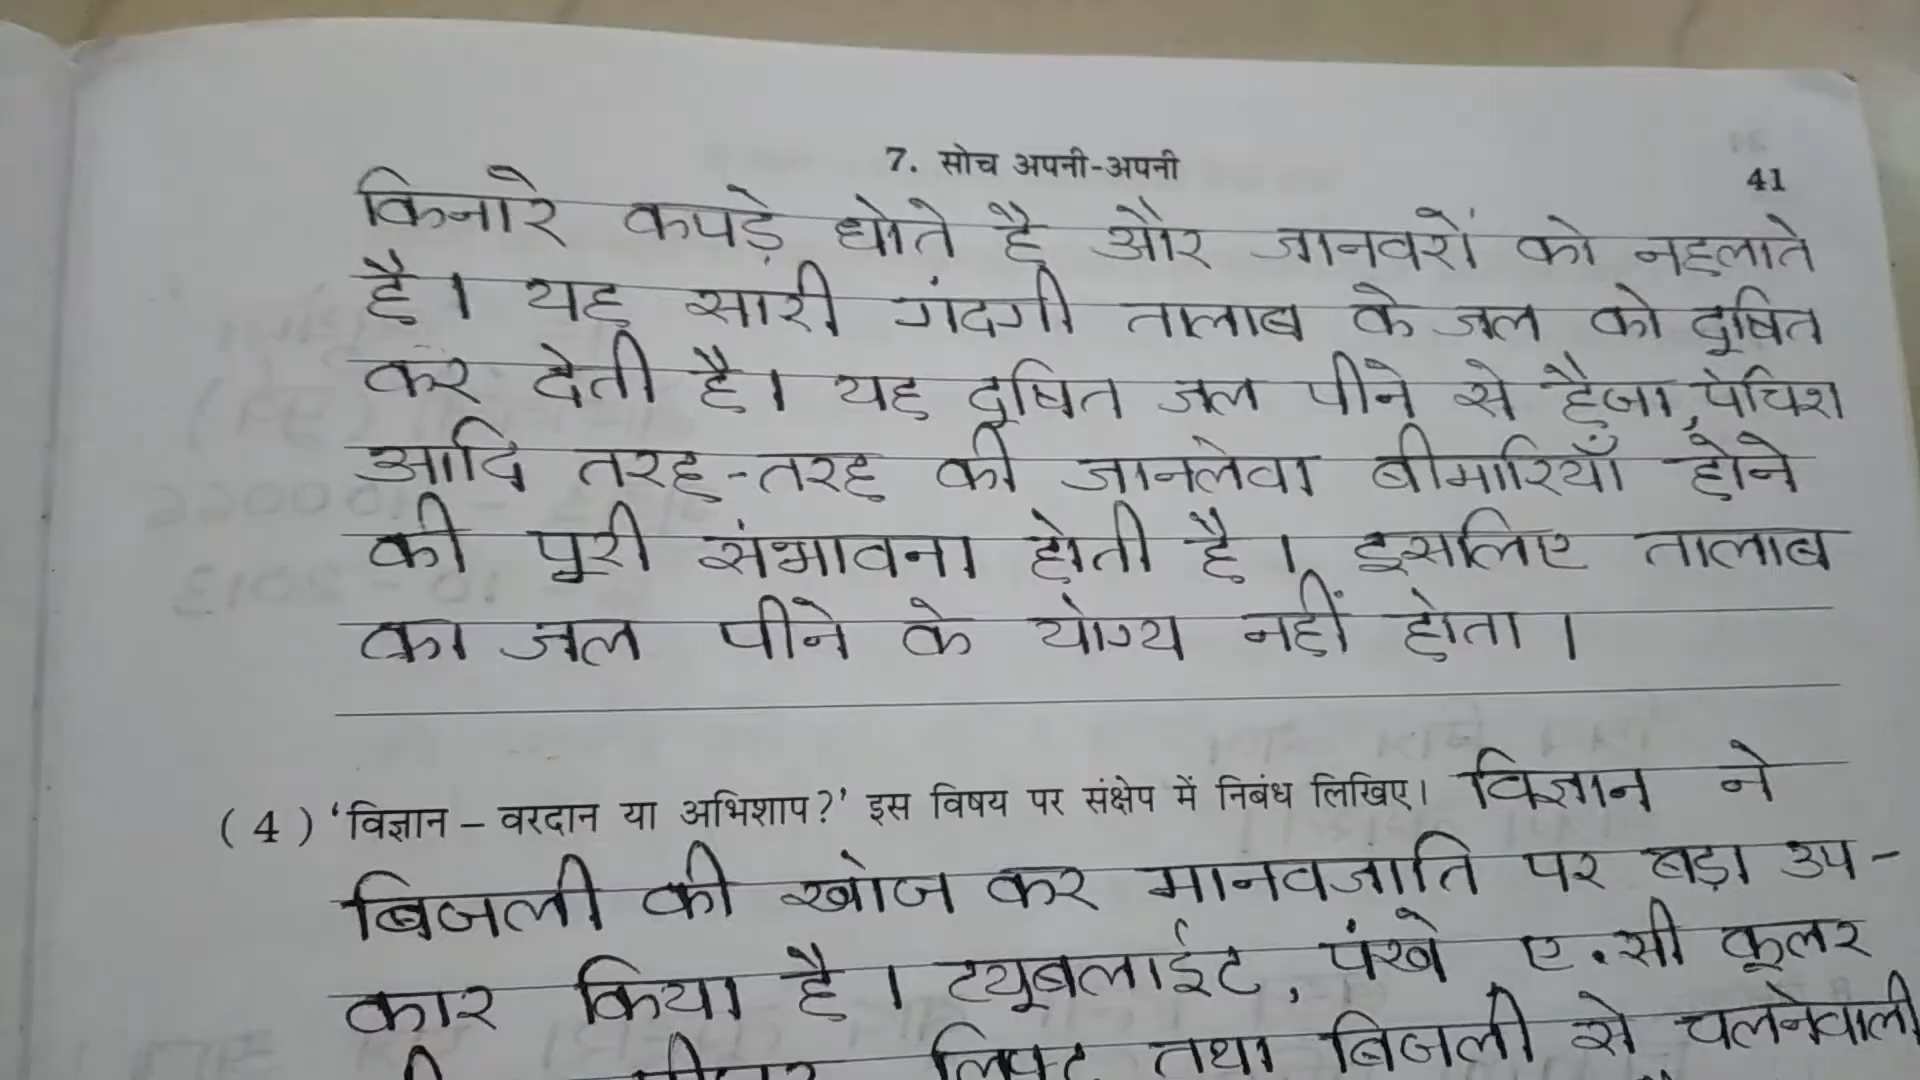 7. सोच अपनी-अपनी
41
किनारे कपड़े धोते है और जानवरों को नहलाते
है। यह सारी गंदगी तालाब के जल को दूषित
कर देती है। यह दूषित जल पीने से हैजा, पेचिश
आदि तरह-तरह की जानलेवा बीमारियाँ होने
की पूरी संभावना होती है। इसलिए तालाब
का जल पीने के योग्य नहीं होता।
(4) 'विज्ञान – वरदान या अभिशाप?' इस विषय पर संक्षेप में निबंध लिखिए। विज्ञान ने
बिजली की खोज कर मानवजाति पर बड़ा उप-
कार किया है। ट्यूबलाईट, पंखे ए.सी कूलर
लिफ्ट तथा बिजली से चलनेवाली